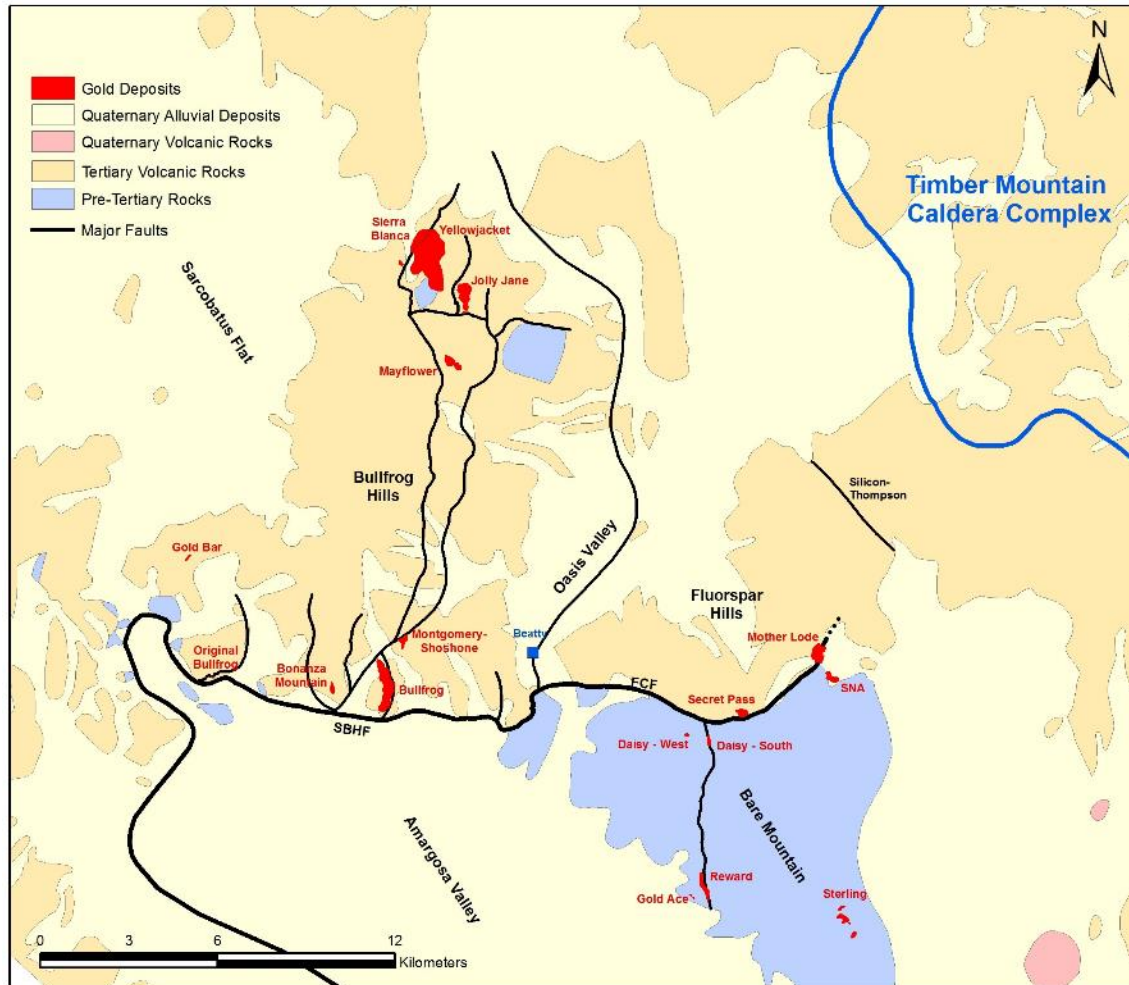 N
Gold Deposits
Quaternary Alluvial Deposits
Quaternary Volcanic Rocks
Tertiary Volcanic Rocks
Pre-Tertiary Rocks
Major Faults
Timber Mountain
Caldera Complex
Sierra
Blanca
Yellowjacket
Jolly Jane
Sarcobatus Flat
Mayflower
Bullfrog
Hills
Silicon-
Thompson
Gold Bar
Oasis Valley
Fluorspar
Hills
Beatty
Mother Lode
Montgomery-
Shoshone
Original
Bullfrog
Bonanza
Mountain
Bullfrog
SNA
FCF
Secret Pass
SBHF
Daisy - West
Daisy - South
Bare Mountain
Amargosa Valley
Reward
Gold Ace
Sterling
0 3 6 12
Kilometers